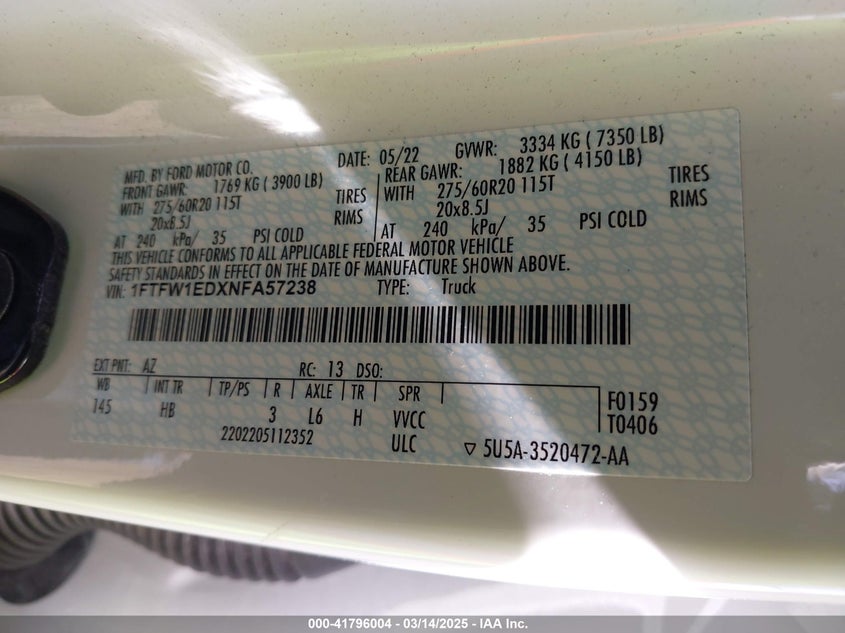 MFD. BY FORD MOTOR CO. DATE: 05/22 GVWR: 3334 KG ( 7350 LB)
FRONT GAWR: 1769 KG ( 3900 LB) REAR GAWR: 1882 KG ( 4150 LB)
WITH 275/60R20 115T TIRES WITH 275/60R20 115T TIRES
20x8.5J RIMS 20x8.5J RIMS
AT 240 kPa/ 35 PSI COLD AT 240 kPa/ 35 PSI COLD
THIS VEHICLE CONFORMS TO ALL APPLICABLE FEDERAL MOTOR VEHICLE
SAFETY STANDARDS IN EFFECT ON THE DATE OF MANUFACTURE SHOWN ABOVE.
VIN: 1FTFW1EDXNFA57238 TYPE: Truck
EXT PNT: AZ RC: 13 DSO:
WB INT TR TP/PS R AXLE TR SPR F0159
145 HB 3 L6 H VVCC T0406
2202205112352 ULC ▽ 5U5A-3520472-AA
000-41796004 - 03/14/2025 - IAA Inc.